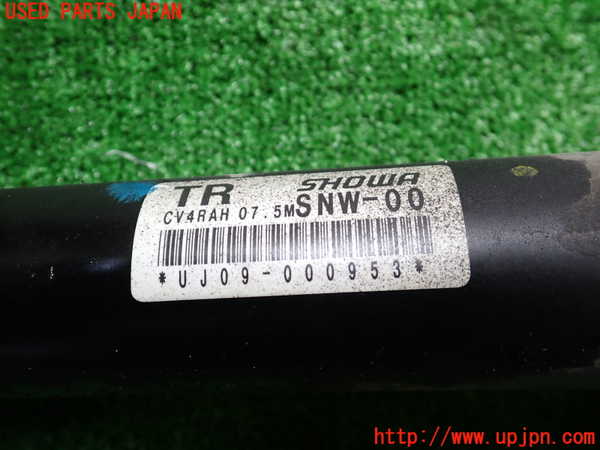 USED PARTS JAPAN
TR SHOWA
CV4RAH 07.5M SNW-00
*UJ09-000953*
http://www.upjpn.com/